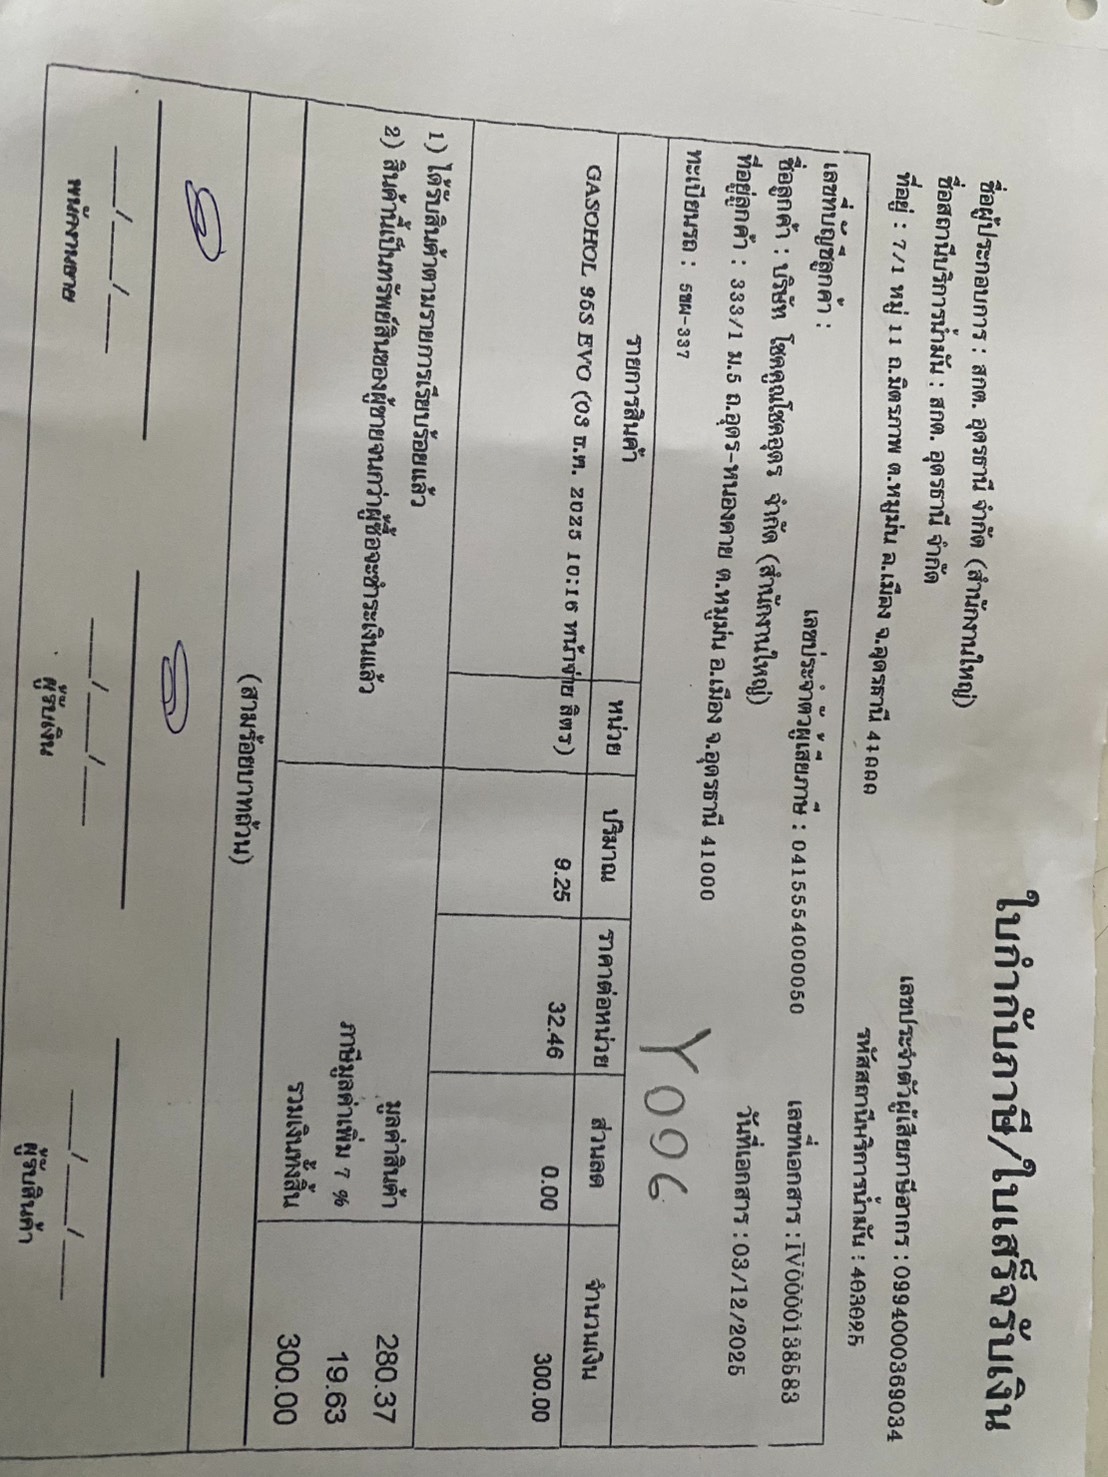 ใบกำกับภาษี/ใบเสร็จรับเงิน
ชื่อผู้ประกอบการ : สกต. อุดรธานี จำกัด (สำนักงานใหญ่)
เลขประจำตัวผู้เสียภาษีอากร : 0994000369034
ชื่อสถานีบริการน้ำมัน : สกต. อุดรธานี จำกัด
รหัสสถานีบริการน้ำมัน : 403025
ที่อยู่ : 7/1 หมู่ 11 ถ.มิตรภาพ ต.หมูม่น อ.เมือง จ.อุดรธานี 41000
เลขที่บัญชีลูกค้า :
เลขประจำตัวผู้เสียภาษี : 0415554000050
เลขที่เอกสาร : IV0000138583
ชื่อลูกค้า : บริษัท โชคคูณโชคอุดร จำกัด (สำนักงานใหญ่)
วันที่เอกสาร : 03/12/2025
ที่อยู่ลูกค้า : 333/1 ม.5 ถ.อุดร-หนองคาย ต.หมูม่น อ.เมือง จ.อุดรธานี 41000
ทะเบียนรถ : 5ขผ-337
Y006
รายการสินค้า หน่วย ปริมาณ ราคาต่อหน่วย ส่วนลด จำนวนเงิน
GASOHOL 95S EVO (03 ธ.ค. 2025 10:16 หน้าจ่าย ลิตร) 9.25 32.46 0.00 300.00
1) ได้รับสินค้าตามรายการเรียบร้อยแล้ว
2) สินค้านี้เป็นทรัพย์สินของผู้ขายจนกว่าผู้ซื้อจะชำระเงินแล้ว
มูลค่าสินค้า 280.37
ภาษีมูลค่าเพิ่ม 7 % 19.63
รวมเงินทั้งสิ้น 300.00
(สามร้อยบาทถ้วน)
___/___/___ ___/___/___ ___/___/___
พนักงานขาย ผู้รับเงิน ผู้รับสินค้า